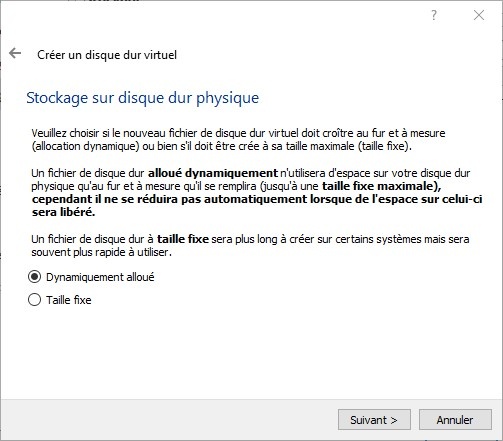 ?
Créer un disque dur virtuel
Stockage sur disque dur physique
Veuillez choisir si le nouveau fichier de disque dur virtuel doit croître au fur et à mesure
(allocation dynamique) ou bien s'il doit être crée à sa taille maximale (taille fixe).
Un fichier de disque dur alloué dynamiquement n'utilisera d'espace sur votre disque dur
physique qu'au fur et à mesure qu'il se remplira (jusqu'à une taille fixe maximale),
cependant il ne se réduira pas automatiquement lorsque de l'espace sur celui-ci
sera libéré.
Un fichier de disque dur à taille fixe sera plus long à créer sur certains systèmes mais sera
souvent plus rapide à utiliser.
Dynamiquement alloué
Taille fixe
Suivant > Annuler